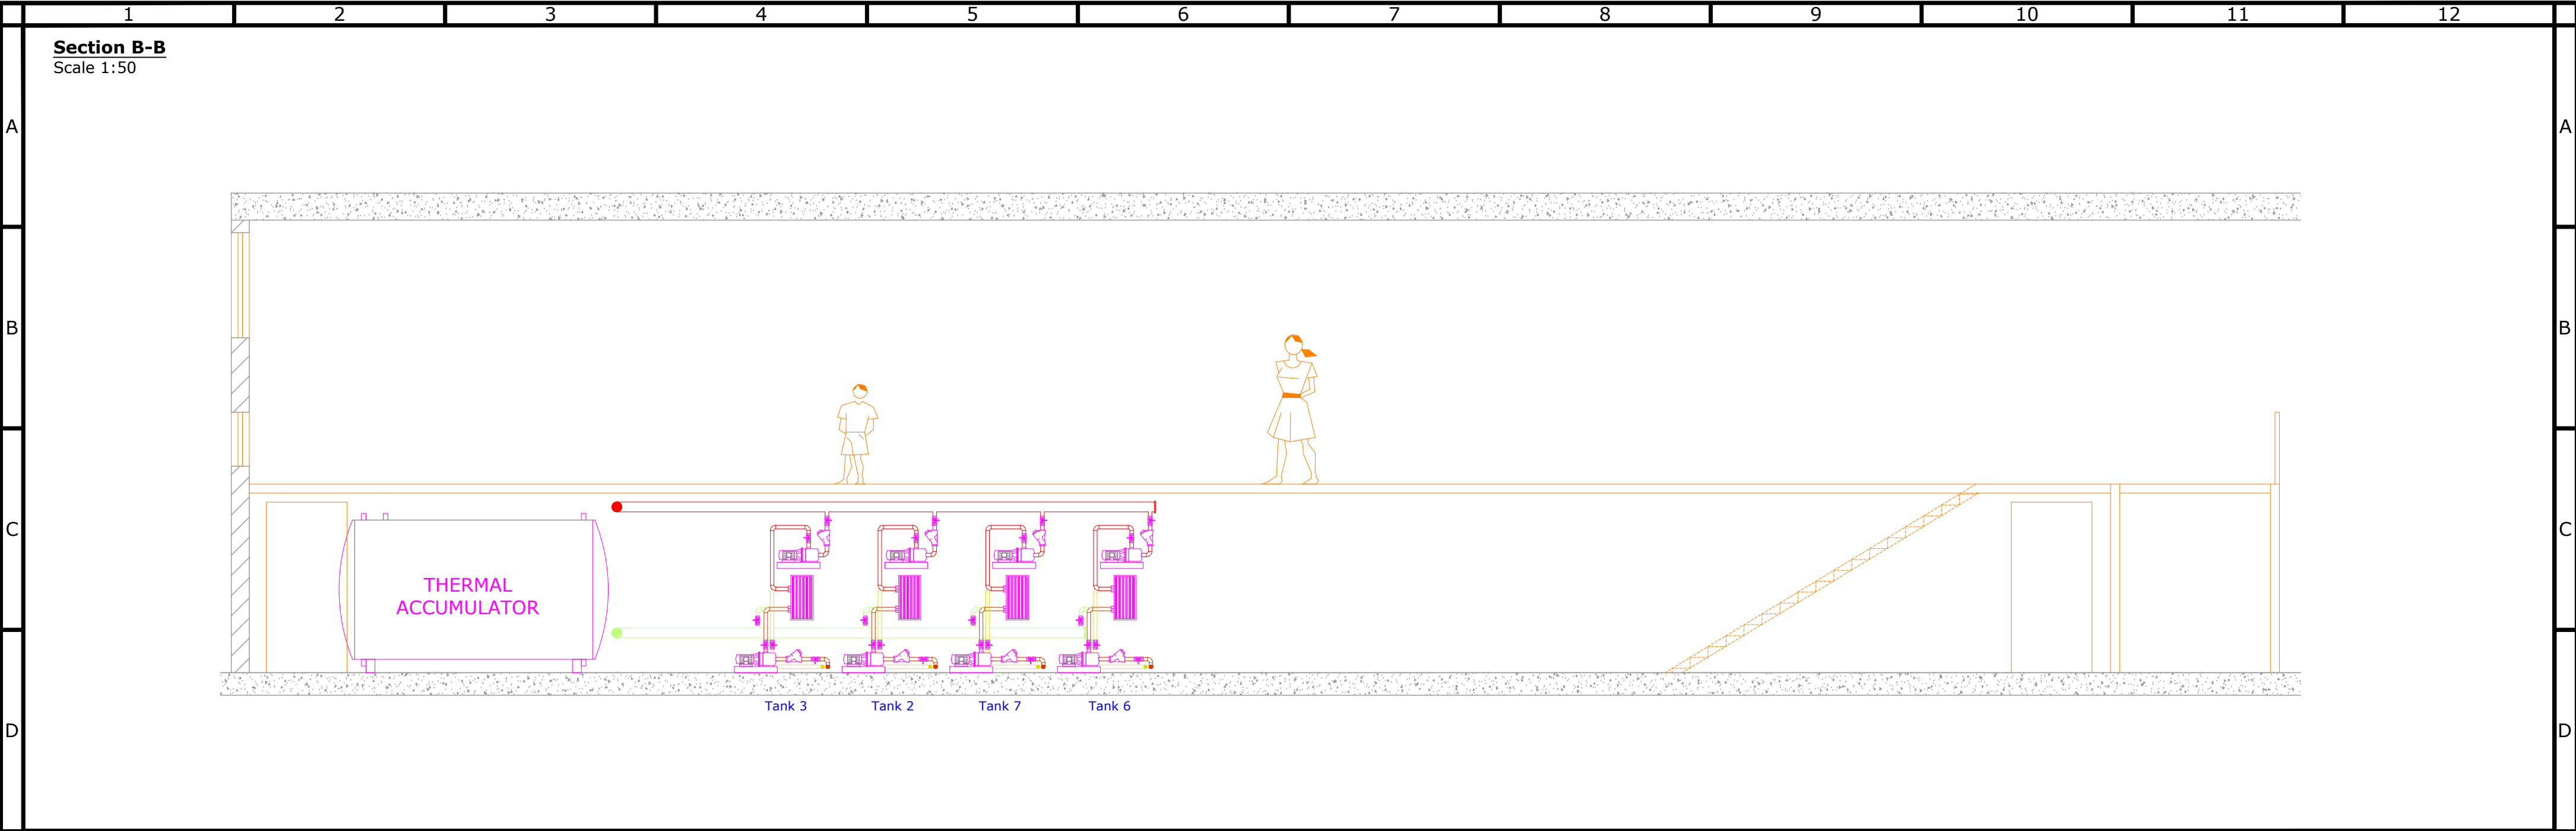 1 2 3 4 5 6 7 8 9 10 11 12
Section B-B
Scale 1:50
A A
B B
THERMAL
ACCUMULATOR
C C
Tank 3 Tank 2 Tank 7 Tank 6
D D